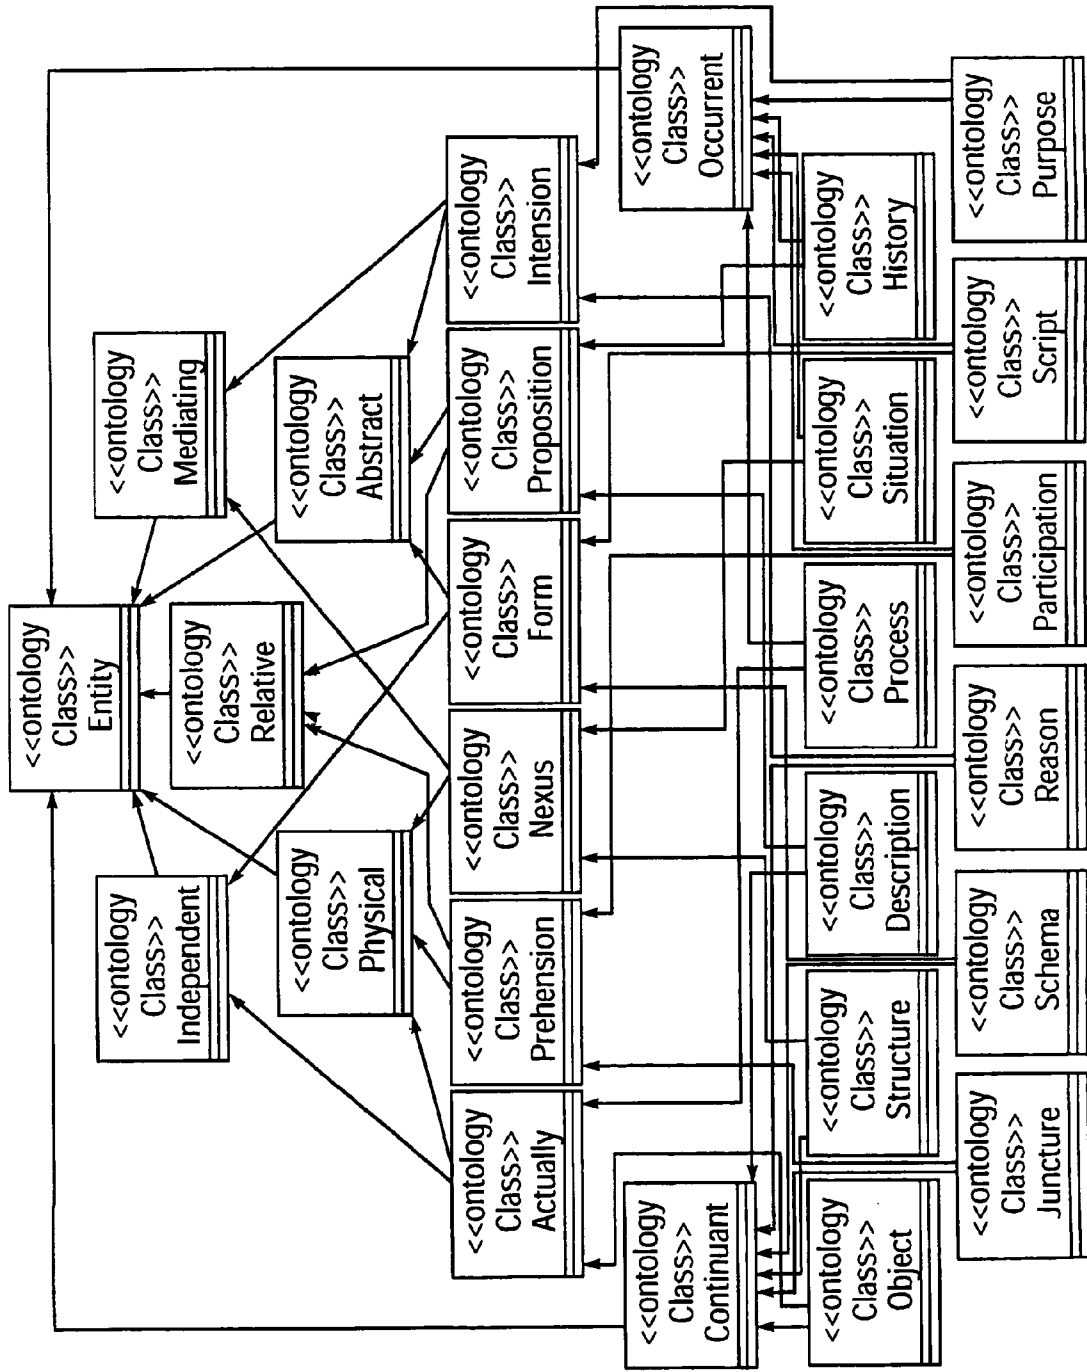 <<ontology
Class>>
Entity
<<ontology
Class>>
Independent
<<ontology
Class>>
Mediating
<<ontology
Class>>
Relative
<<ontology
Class>>
Physical
<<ontology
Class>>
Abstract
<<ontology
Class>>
Actually
<<ontology
Class>>
Prehension
<<ontology
Class>>
Nexus
<<ontology
Class>>
Form
<<ontology
Class>>
Proposition
<<ontology
Class>>
Intension
<<ontology
Class>>
Continuant
<<ontology
Class>>
Occurrent
<<ontology
Class>>
Object
<<ontology
Class>>
Structure
<<ontology
Class>>
Description
<<ontology
Class>>
Process
<<ontology
Class>>
Situation
<<ontology
Class>>
History
<<ontology
Class>>
Juncture
<<ontology
Class>>
Schema
<<ontology
Class>>
Reason
<<ontology
Class>>
Participation
<<ontology
Class>>
Script
<<ontology
Class>>
Purpose